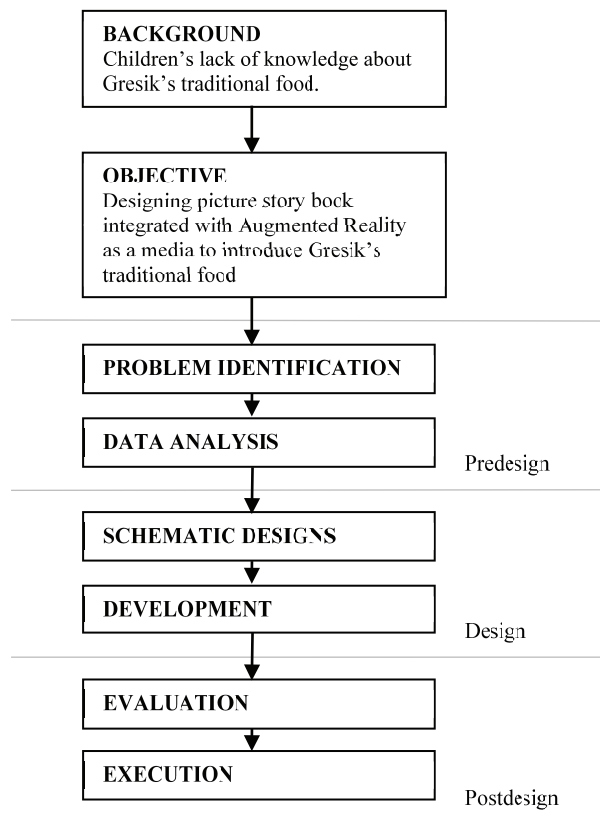 BACKGROUND
Children's lack of knowledge about
Gresik's traditional food.
OBJECTIVE
Designing picture story book
integrated with Augmented Reality
as a media to introduce Gresik's
traditional food
PROBLEM IDENTIFICATION
DATA ANALYSIS
Predesign
SCHEMATIC DESIGNS
DEVELOPMENT
Design
EVALUATION
EXECUTION
Postdesign